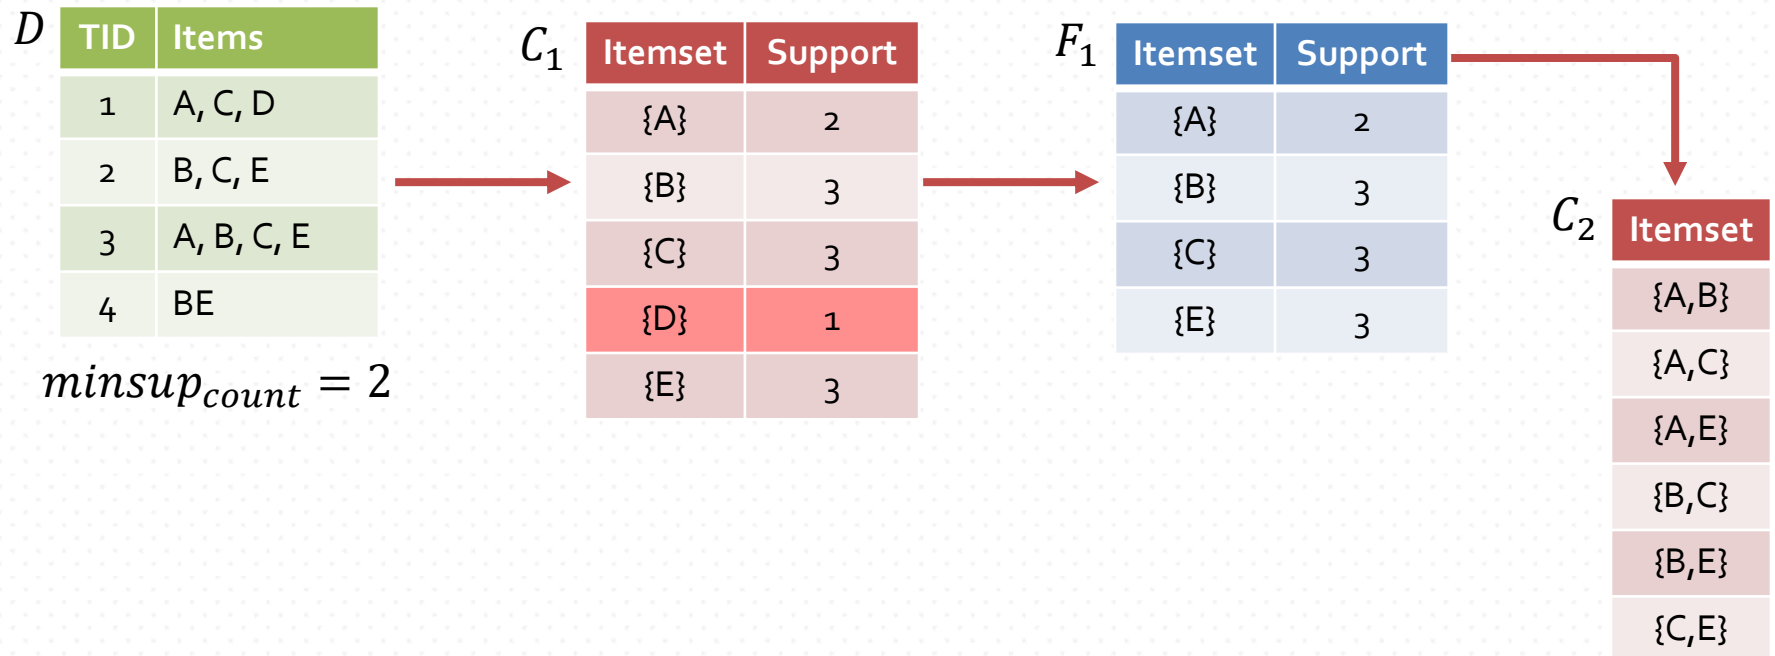 D
TID Items
1 A, C, D
2 B, C, E
3 A, B, C, E
4 BE
minsup_count = 2
C₁
Itemset Support
{A} 2
{B} 3
{C} 3
{D} 1
{E} 3
F₁
Itemset Support
{A} 2
{B} 3
{C} 3
{E} 3
C₂
Itemset
{A,B}
{A,C}
{A,E}
{B,C}
{B,E}
{C,E}